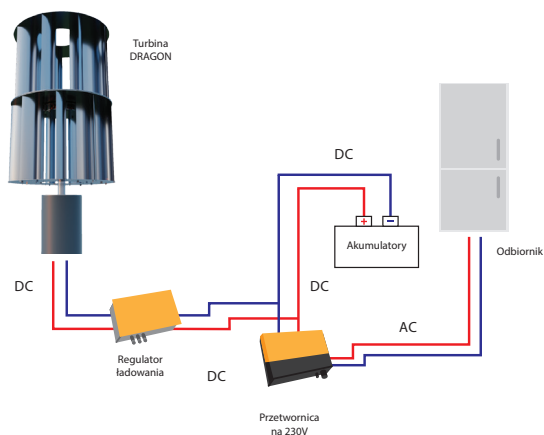 Turbina
DRAGON
DC
+
−
Akumulatory
Odbiornik
DC
DC
AC
Regulator
ładowania
DC
Przetwornica
na 230V